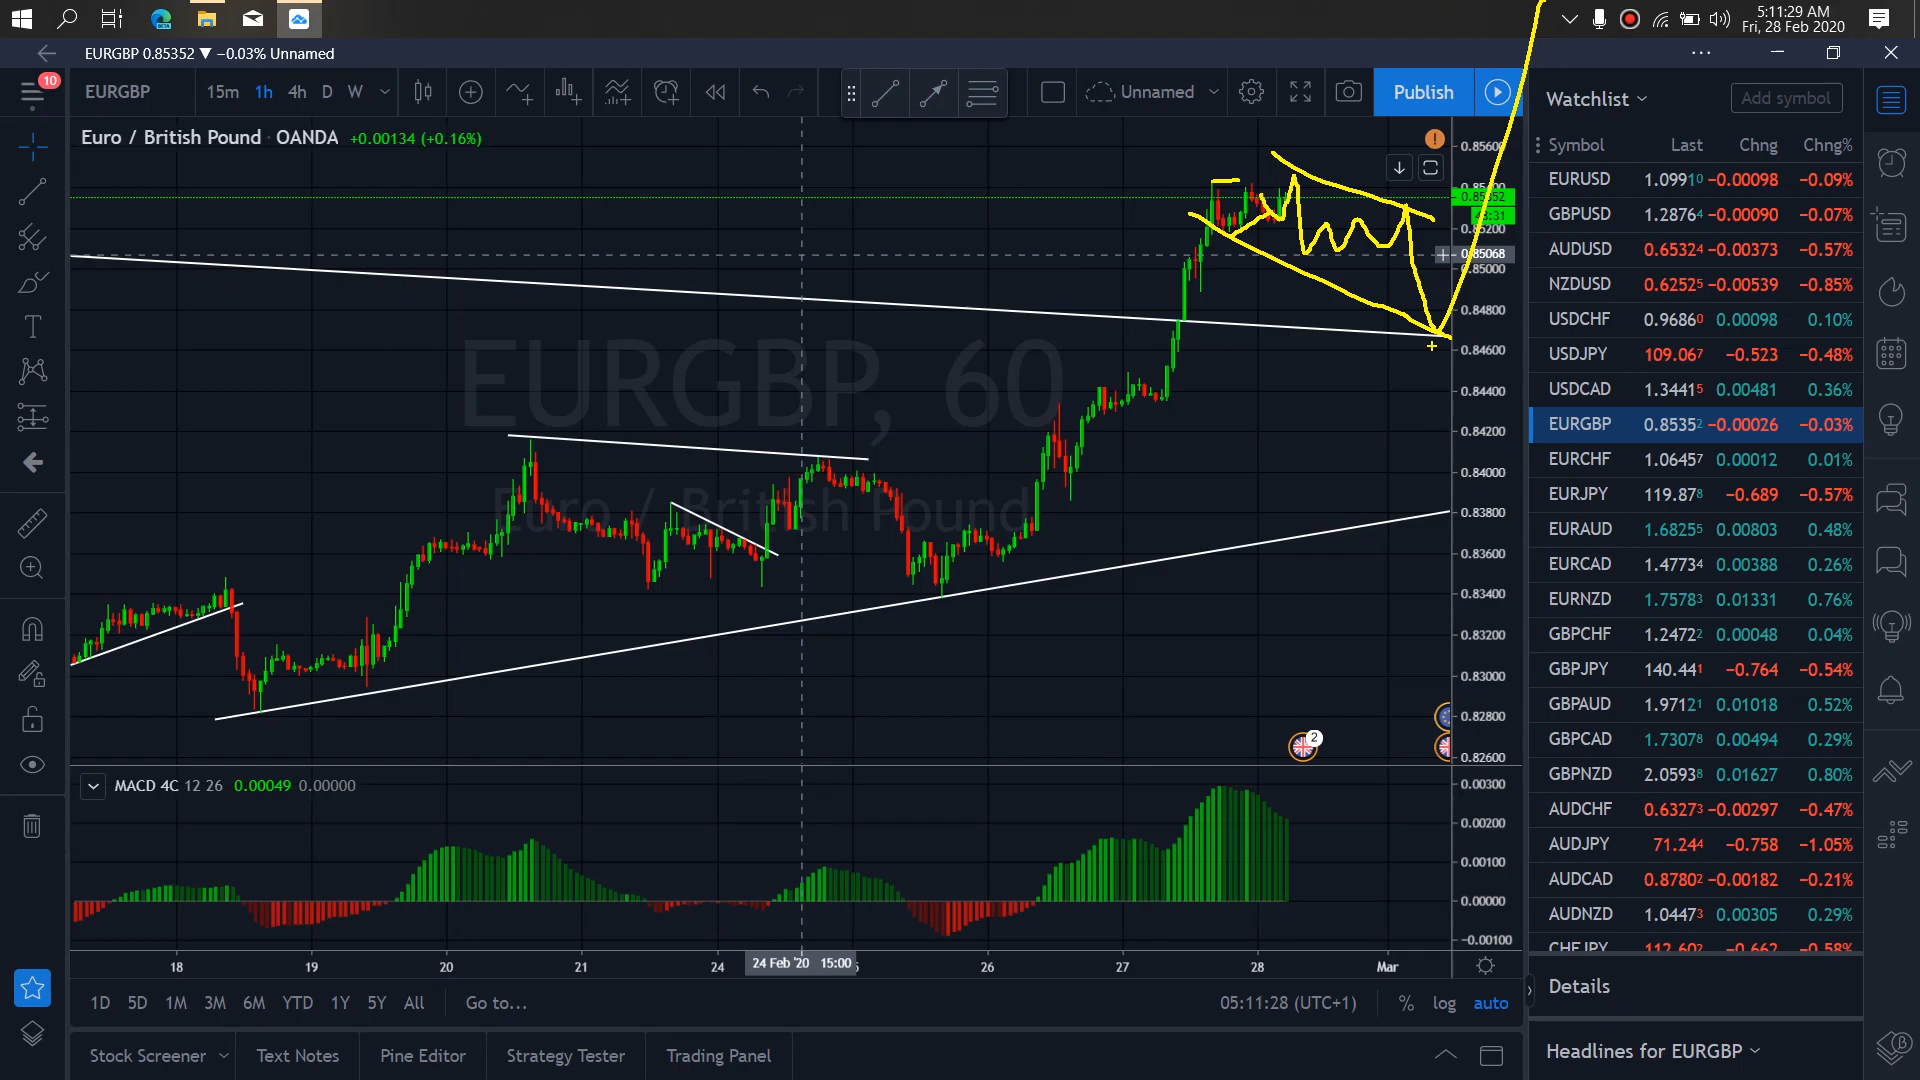 5:11:29 AM
Fri, 28 Feb 2020
EURGBP 0.85352 ▼ −0.03% Unnamed
10
EURGBP
15m 1h 4h D W
Unnamed
Publish
Euro / British Pound · OANDA +0.00134 (+0.16%)
EURGBP, 60
Euro / British Pound
0.85600
0.85352
0.85200
0.85068
0.85000
0.84800
0.84600
0.84400
0.84200
0.84000
0.83800
0.83600
0.83400
0.83200
0.83000
0.82800
0.82600
2
MACD 4C 12 26 0.00049 0.00000
0.00300
0.00200
0.00100
0.00000
−0.00100
18 19 20 21 24 24 Feb '20 15:00 26 27 28 Mar
1D 5D 1M 3M 6M YTD 1Y 5Y All Go to...
05:11:28 (UTC+1) % log auto
Stock Screener Text Notes Pine Editor Strategy Tester Trading Panel
Watchlist Add symbol
Symbol Last Chng Chng%
EURUSD 1.09910 −0.00098 −0.09%
GBPUSD 1.28764 −0.00090 −0.07%
AUDUSD 0.65324 −0.00373 −0.57%
NZDUSD 0.62525 −0.00539 −0.85%
USDCHF 0.96860 0.00098 0.10%
USDJPY 109.067 −0.523 −0.48%
USDCAD 1.34415 0.00481 0.36%
EURGBP 0.85352 −0.00026 −0.03%
EURCHF 1.06457 0.00012 0.01%
EURJPY 119.878 −0.689 −0.57%
EURAUD 1.68255 0.00803 0.48%
EURCAD 1.47734 0.00388 0.26%
EURNZD 1.75783 0.01331 0.76%
GBPCHF 1.24722 0.00048 0.04%
GBPJPY 140.441 −0.764 −0.54%
GBPAUD 1.97121 0.01018 0.52%
GBPCAD 1.73078 0.00494 0.29%
GBPNZD 2.05938 0.01627 0.80%
AUDCHF 0.63273 −0.00297 −0.47%
AUDJPY 71.244 −0.758 −1.05%
AUDCAD 0.87802 −0.00182 −0.21%
AUDNZD 1.04473 0.00305 0.29%
CHFJPY 112.602 −0.662 −0.58%
Details
Headlines for EURGBP